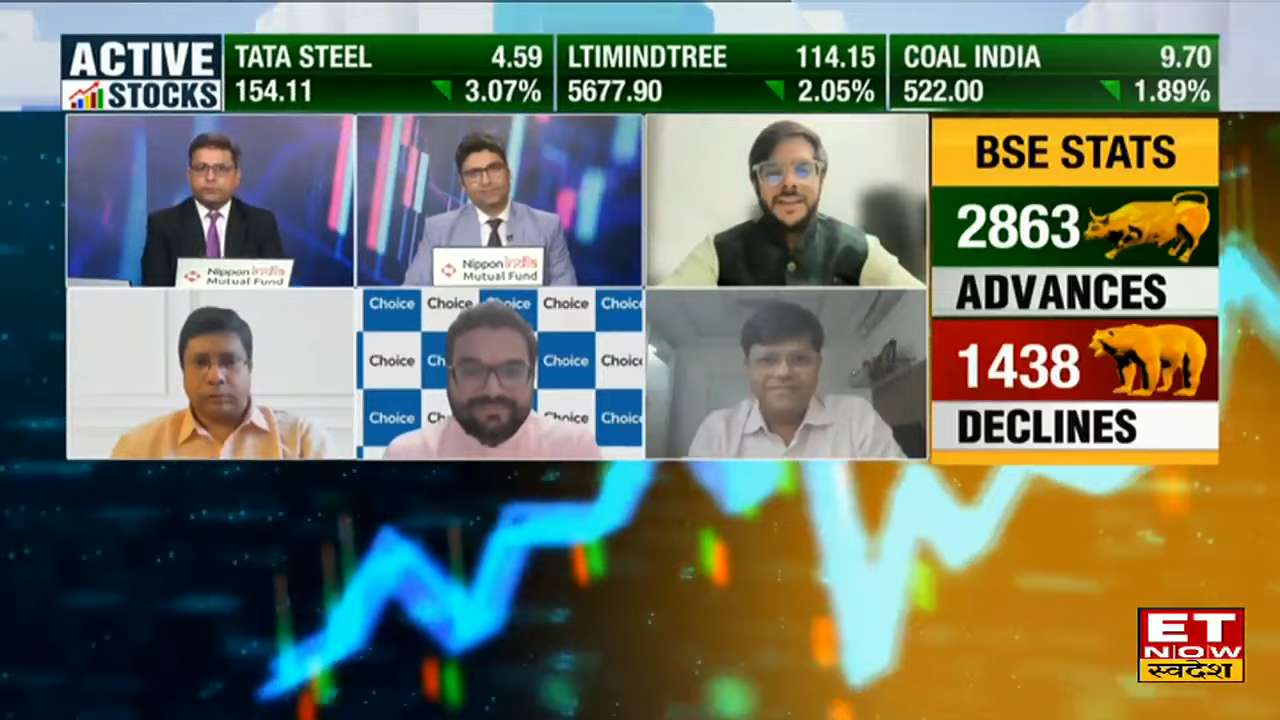 ACTIVE
STOCKS
TATA STEEL 4.59
154.11 3.07%
LTIMINDTREE 114.15
5677.90 2.05%
COAL INDIA 9.70
522.00 1.89%
BSE STATS
2863
ADVANCES
1438
DECLINES
Nippon india
Mutual Fund
Nippon india
Mutual Fund
Choice Choice Choice Choice Choice
Choice Choice
Choice Choice Choice
ET
NOW
स्वदेश